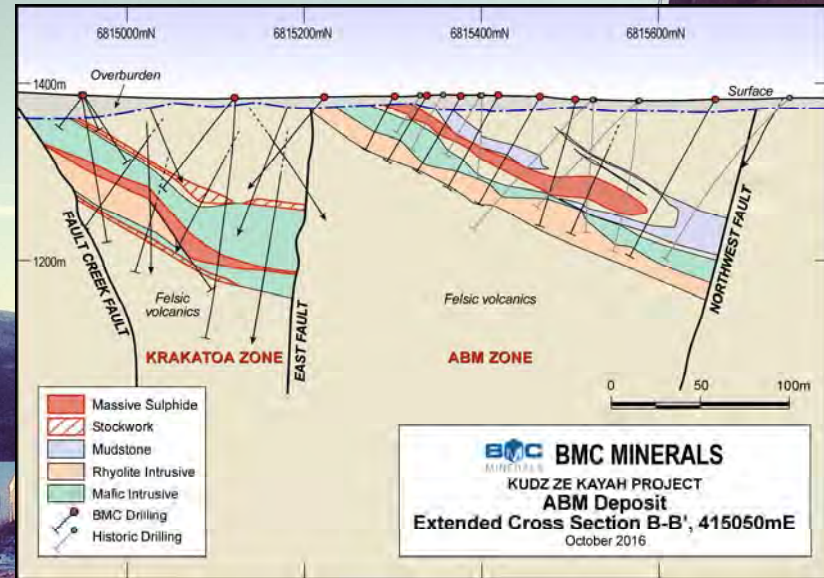 6815000mN 6815200mN 6815400mN 6815600mN
1400m
Overburden
Surface
1200m
FAULT CREEK FAULT
Felsic
volcanics
KRAKATOA ZONE
EAST FAULT
Felsic volcanics
ABM ZONE
NORTHWEST FAULT
0 50 100m
Massive Sulphide
Stockwork
Mudstone
Rhyolite Intrusive
Mafic Intrusive
BMC Drilling
Historic Drilling
BMC MINERALS
BMC MINERALS
KUDZ ZE KAYAH PROJECT
ABM Deposit
Extended Cross Section B-B', 415050mE
October 2016